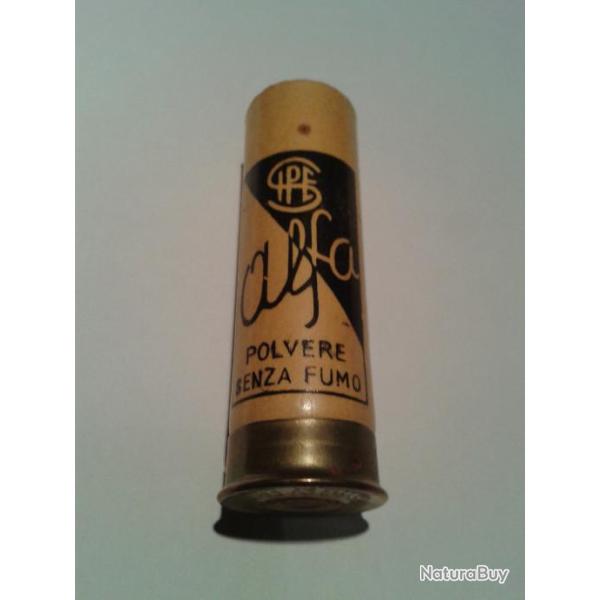 SIPE
alfa
POLVERE
SENZA FUMO
NaturaBuy